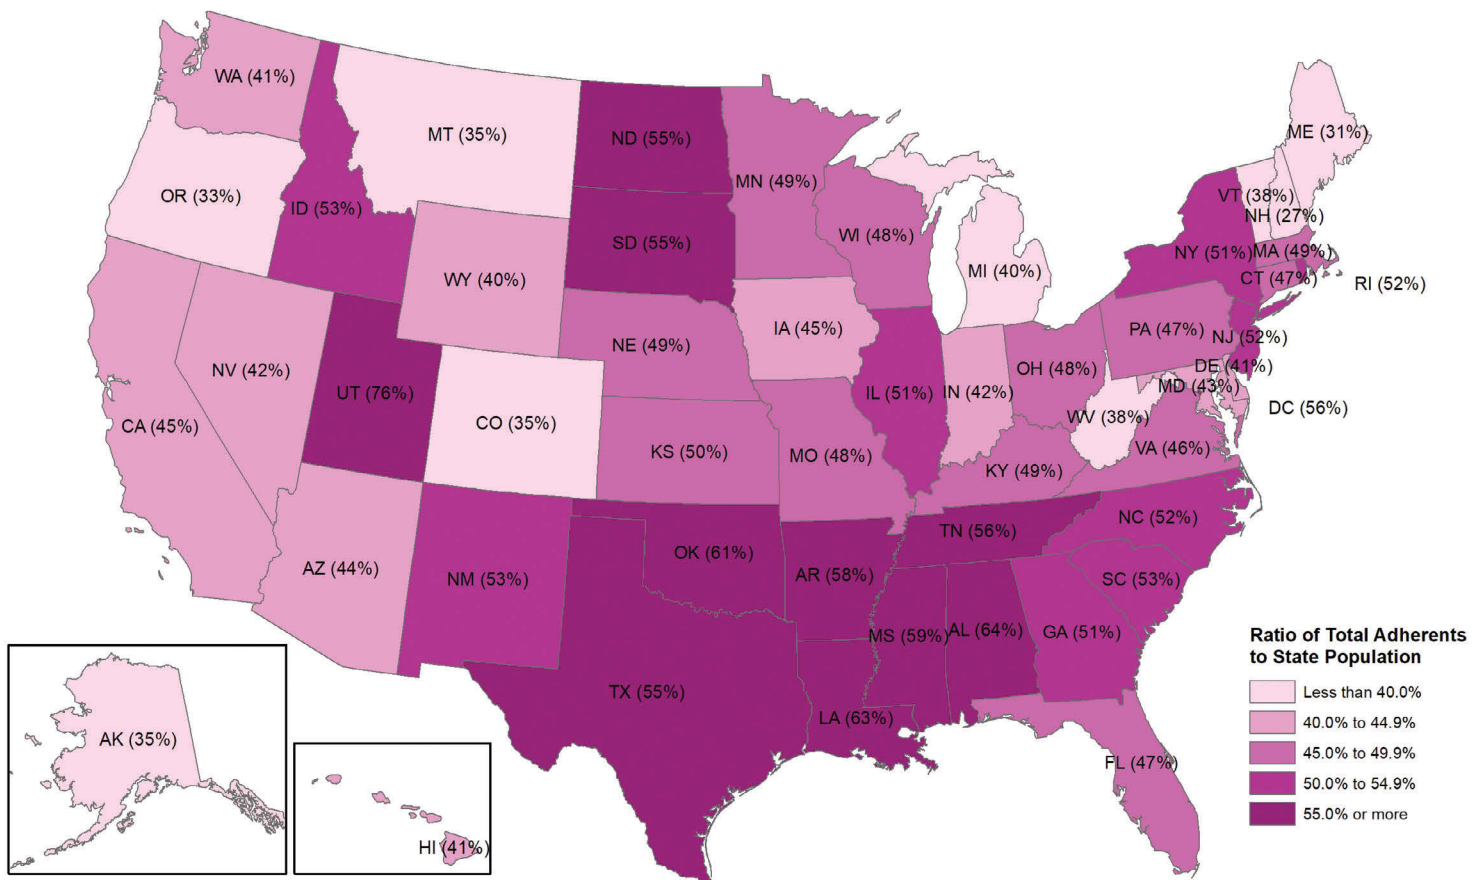 WA (41%)
MT (35%)
ND (55%)
ME (31%)
MN (49%)
OR (33%)
ID (53%)
VT (38%)
NH (27%)
WI (48%)
SD (55%)
NY (51%)
MA (49%)
MI (40%)
WY (40%)
CT (47%)
RI (52%)
IA (45%)
PA (47%)
NJ (52%)
NE (49%)
NV (42%)
OH (48%)
DE (41%)
UT (76%)
IL (51%)
IN (42%)
MD (43%)
DC (56%)
CA (45%)
CO (35%)
WV (38%)
KS (50%)
MO (48%)
VA (46%)
KY (49%)
NC (52%)
TN (56%)
OK (61%)
AZ (44%)
NM (53%)
AR (58%)
SC (53%)
MS (59%)
AL (64%)
GA (51%)
TX (55%)
LA (63%)
FL (47%)
AK (35%)
HI (41%)
Ratio of Total Adherents
to State Population
Less than 40.0%
40.0% to 44.9%
45.0% to 49.9%
50.0% to 54.9%
55.0% or more